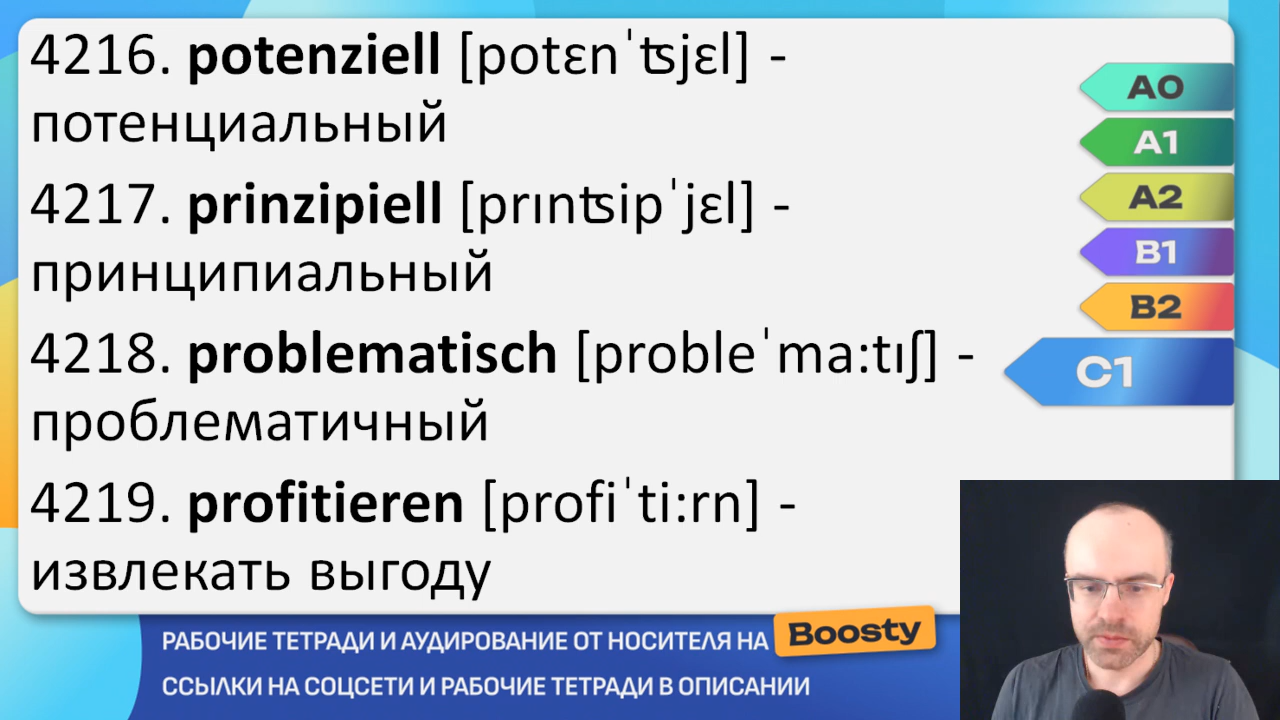 4216. potenziell [potɛnˈʦjɛl] -
потенциальный
4217. prinzipiell [prɪnʦipˈjɛl] -
принципиальный
4218. problematisch [probleˈma:tɪʃ] -
проблематичный
4219. profitieren [profiˈti:rn] -
извлекать выгоду
A0
A1
A2
B1
B2
C1
РАБОЧИЕ ТЕТРАДИ И АУДИРОВАНИЕ ОТ НОСИТЕЛЯ НА Boosty
ССЫЛКИ НА СОЦСЕТИ И РАБОЧИЕ ТЕТРАДИ В ОПИСАНИИ